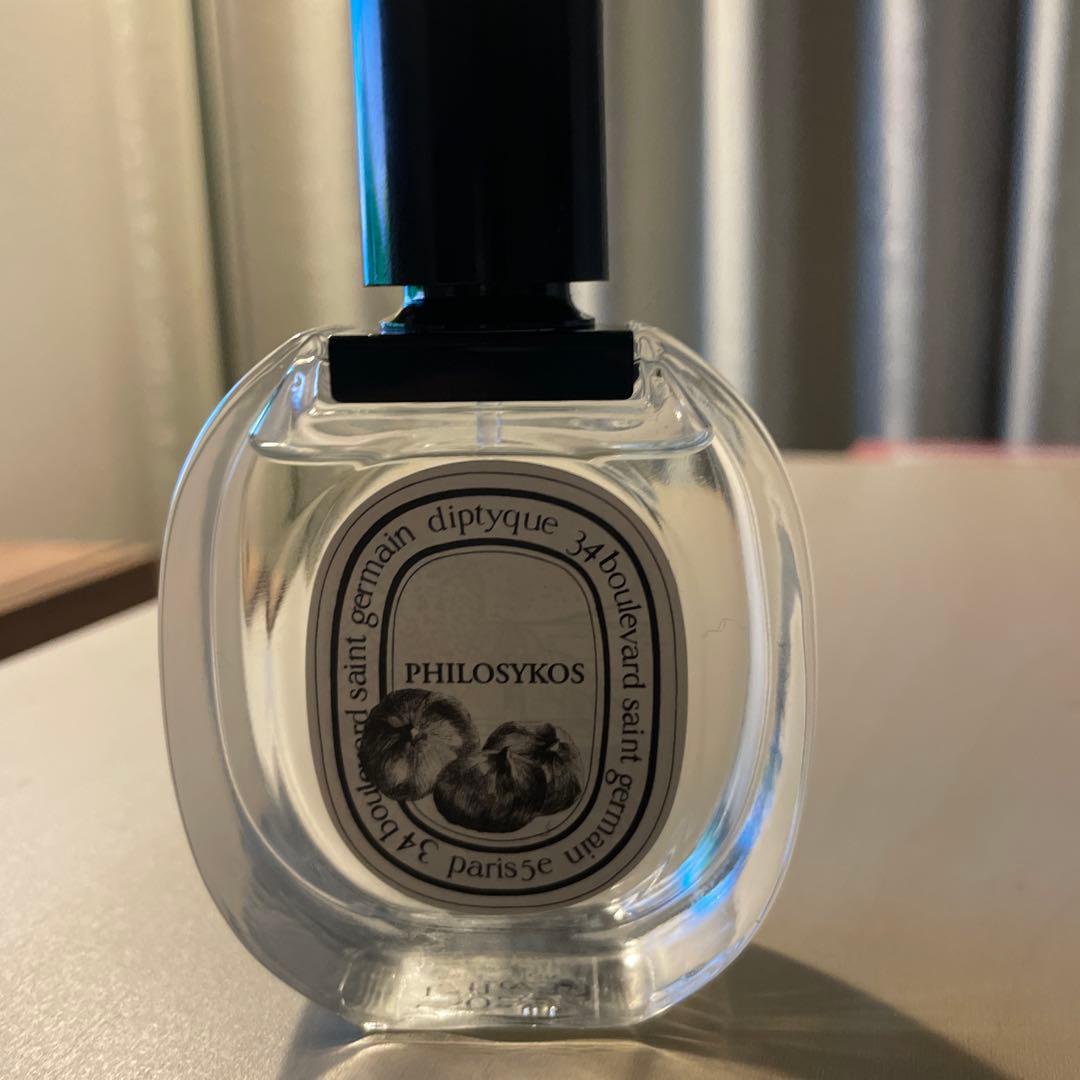 diptyque
34 boulevard saint germain
paris 5e
34 boulevard saint germain
PHILOSYKOS